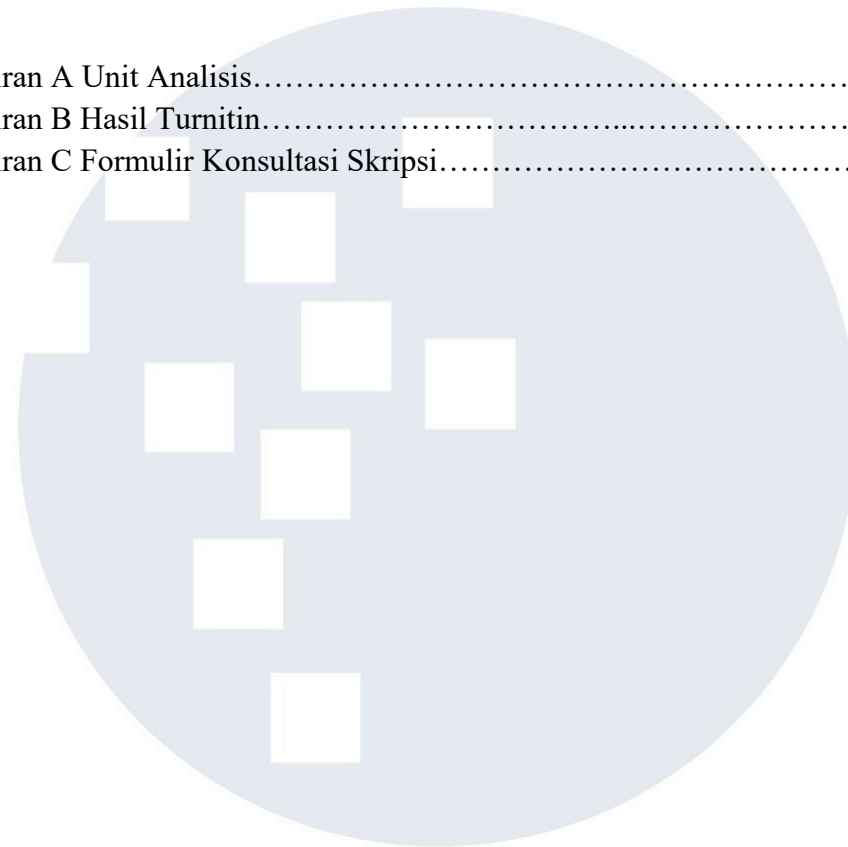 ran A Unit Analisis……………………………………………………
ran B Hasil Turnitin………………………………...…………………
ran C Formulir Konsultasi Skripsi…………………………………